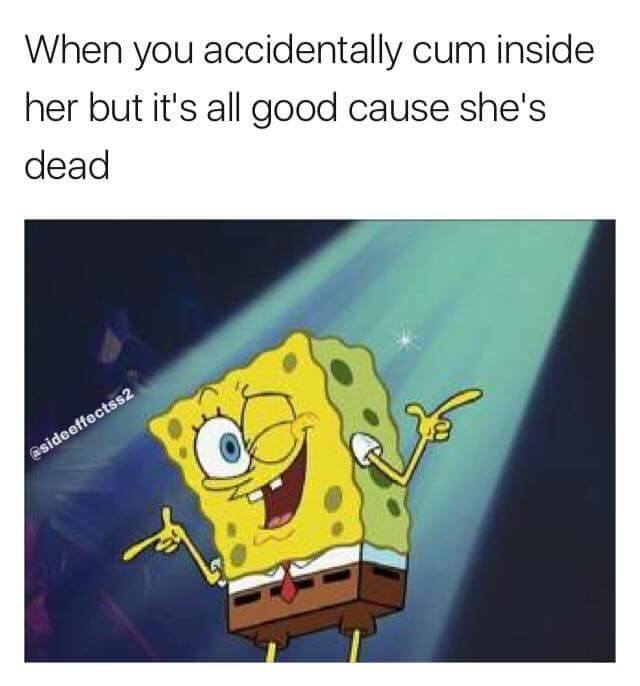 When you accidentally cum inside
her but it's all good cause she's
dead
@sideeffectss2